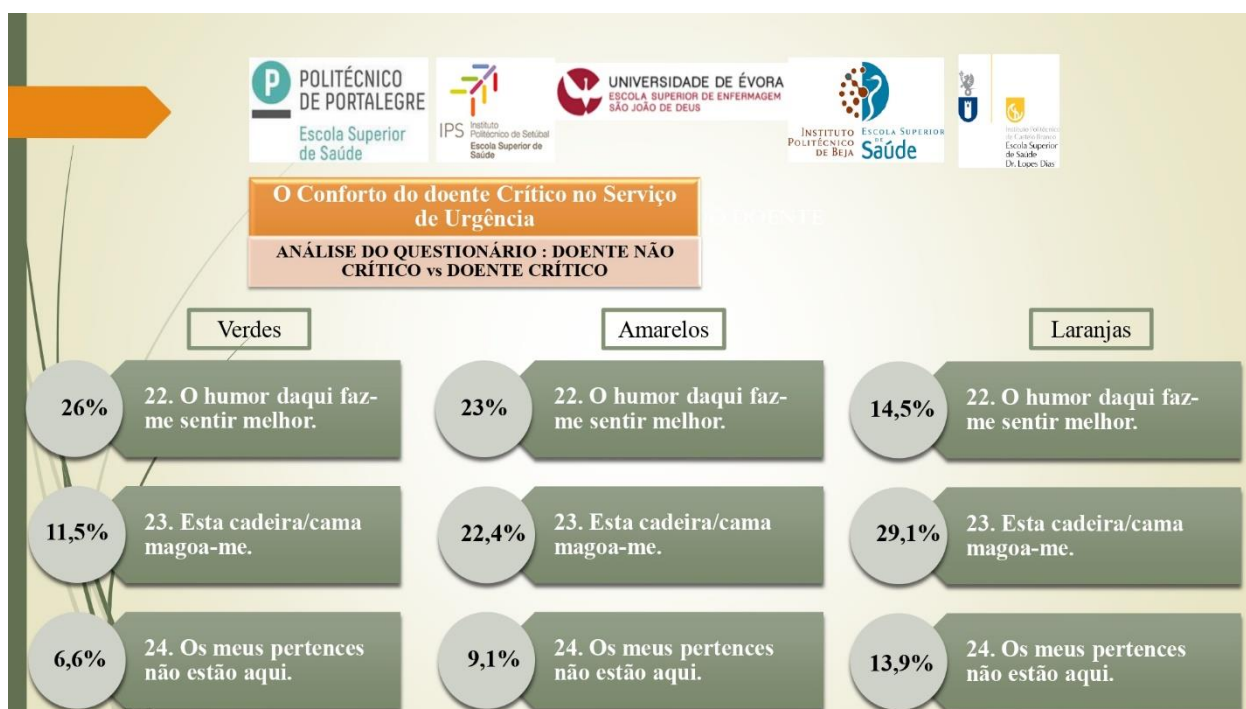 P
POLITÉCNICO
DE PORTALEGRE
Escola Superior
de Saúde
IPS
Instituto
Politécnico de Setúbal
Escola Superior de
Saúde
UNIVERSIDADE DE ÉVORA
ESCOLA SUPERIOR DE ENFERMAGEM
SÃO JOÃO DE DEUS
INSTITUTO
POLITÉCNICO
DE BEJA
ESCOLA SUPERIOR
DE
Saúde
Instituto Politécnico
de Castelo Branco
Escola Superior
de Saúde
Dr. Lopes Dias
O Conforto do doente Crítico no Serviço
de Urgência
DOENTE
ANÁLISE DO QUESTIONÁRIO : DOENTE NÃO
CRÍTICO vs DOENTE CRÍTICO
Verdes
26%
22. O humor daqui faz-
me sentir melhor.
11,5%
23. Esta cadeira/cama
magoa-me.
6,6%
24. Os meus pertences
não estão aqui.
Amarelos
23%
22. O humor daqui faz-
me sentir melhor.
22,4%
23. Esta cadeira/cama
magoa-me.
9,1%
24. Os meus pertences
não estão aqui.
Laranjas
14,5%
22. O humor daqui faz-
me sentir melhor.
29,1%
23. Esta cadeira/cama
magoa-me.
13,9%
24. Os meus pertences
não estão aqui.